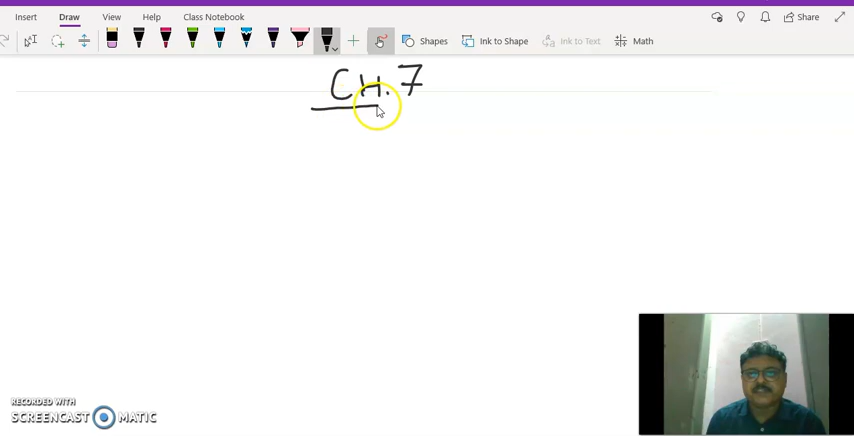 Insert Draw View Help Class Notebook Share
Shapes Ink to Shape Ink to Text Math
CH. 7
RECORDED WITH
SCREENCAST MATIC